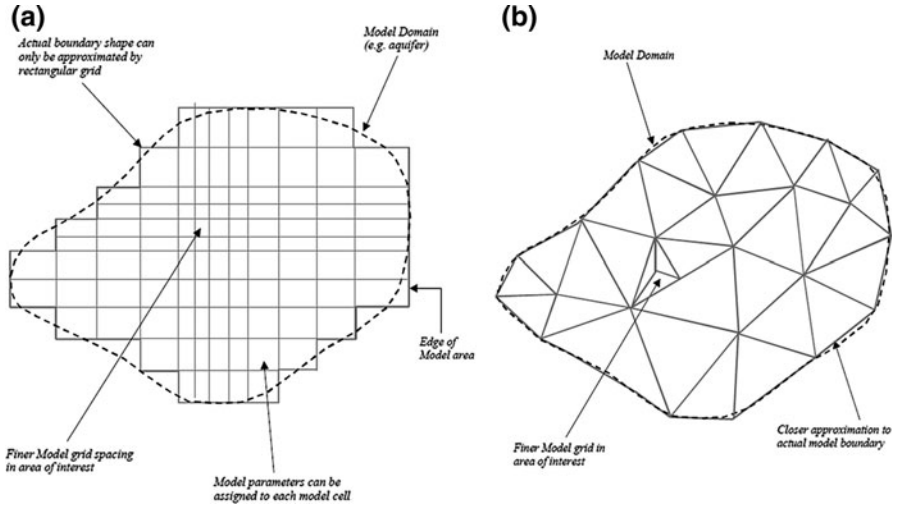 (a)
Actual boundary shape can
only be approximated by
rectangular grid
Model Domain
(e.g. aquifer)
Edge of
Model area
Finer Model grid spacing
in area of interest
Model parameters can be
assigned to each model cell
(b)
Model Domain
Finer Model grid in
area of interest
Closer approximation to
actual model boundary